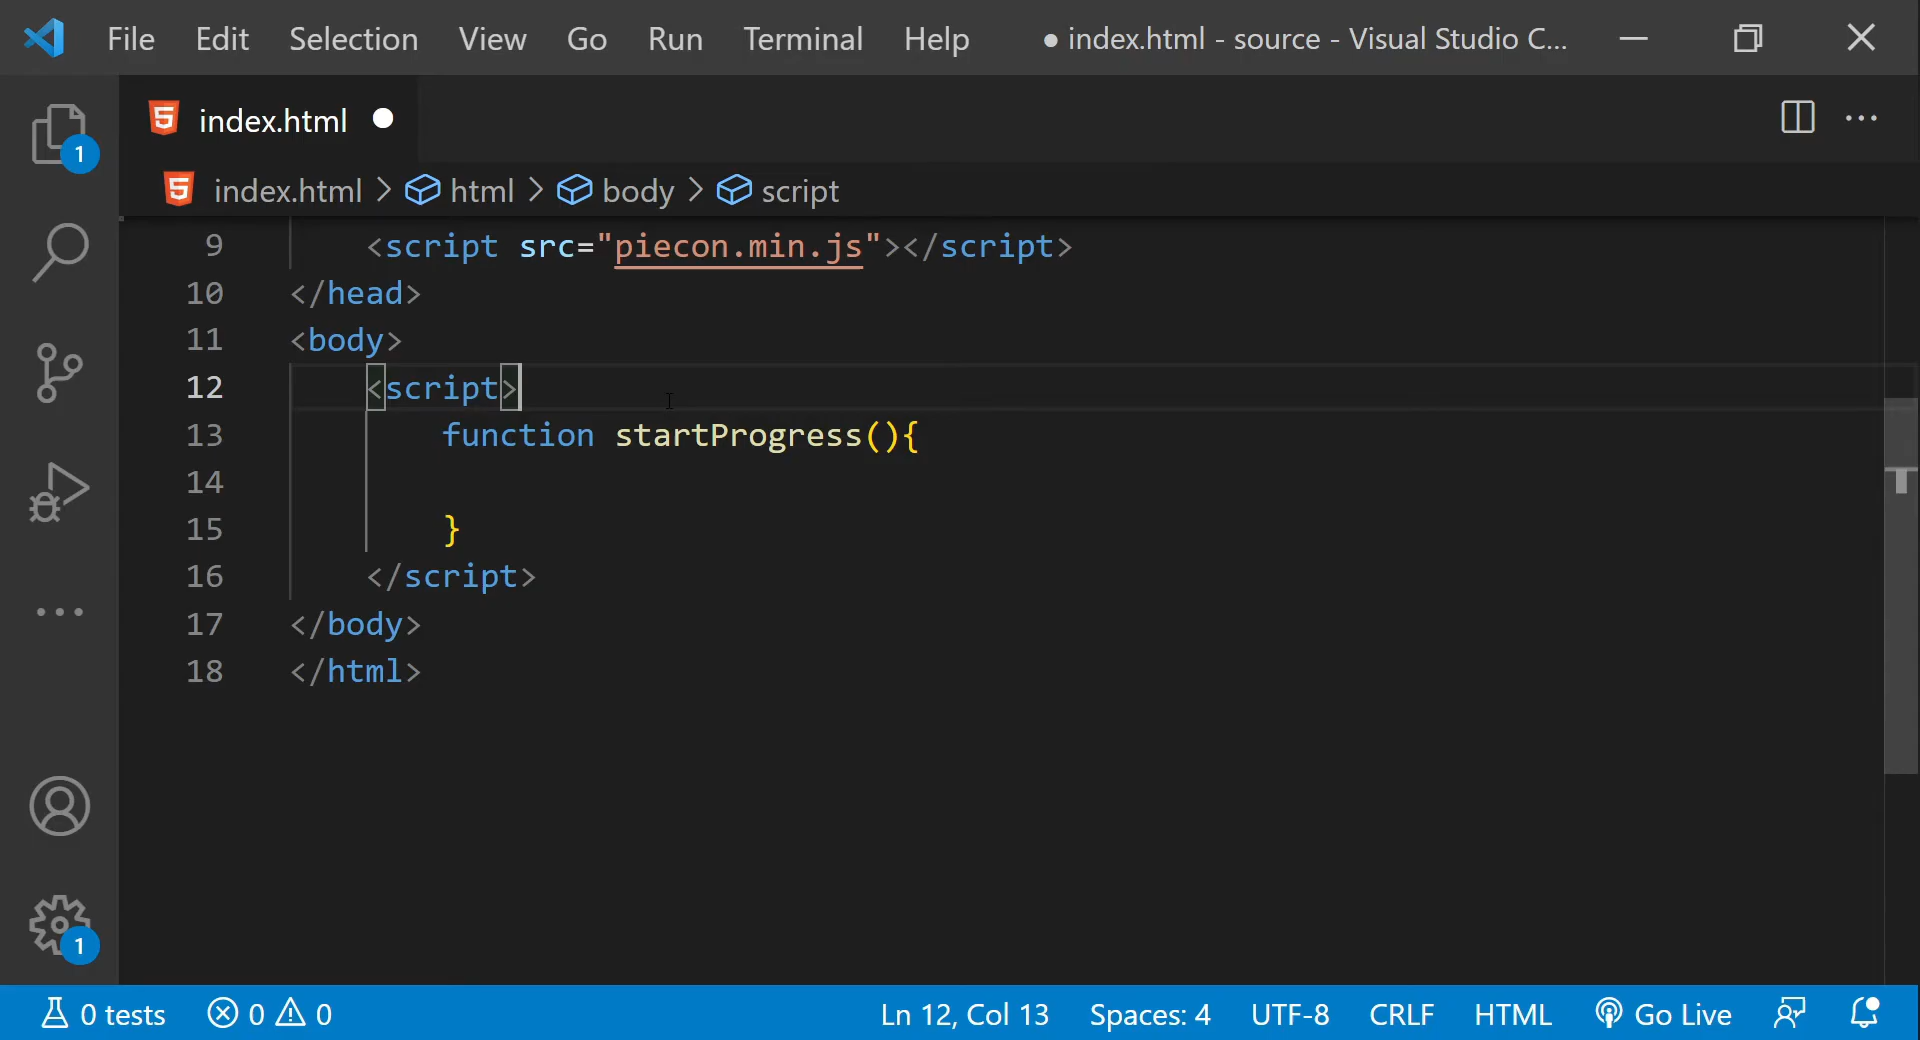 File Edit Selection View Go Run Terminal Help ● index.html - source - Visual Studio C...
index.html ●
index.html > html > body > script
9 <script src="piecon.min.js"></script>
10 </head>
11 <body>
12 <script>
13 function startProgress(){
14
15 }
16 </script>
17 </body>
18 </html>
1
1
0 tests 0 0 Ln 12, Col 13 Spaces: 4 UTF-8 CRLF HTML Go Live